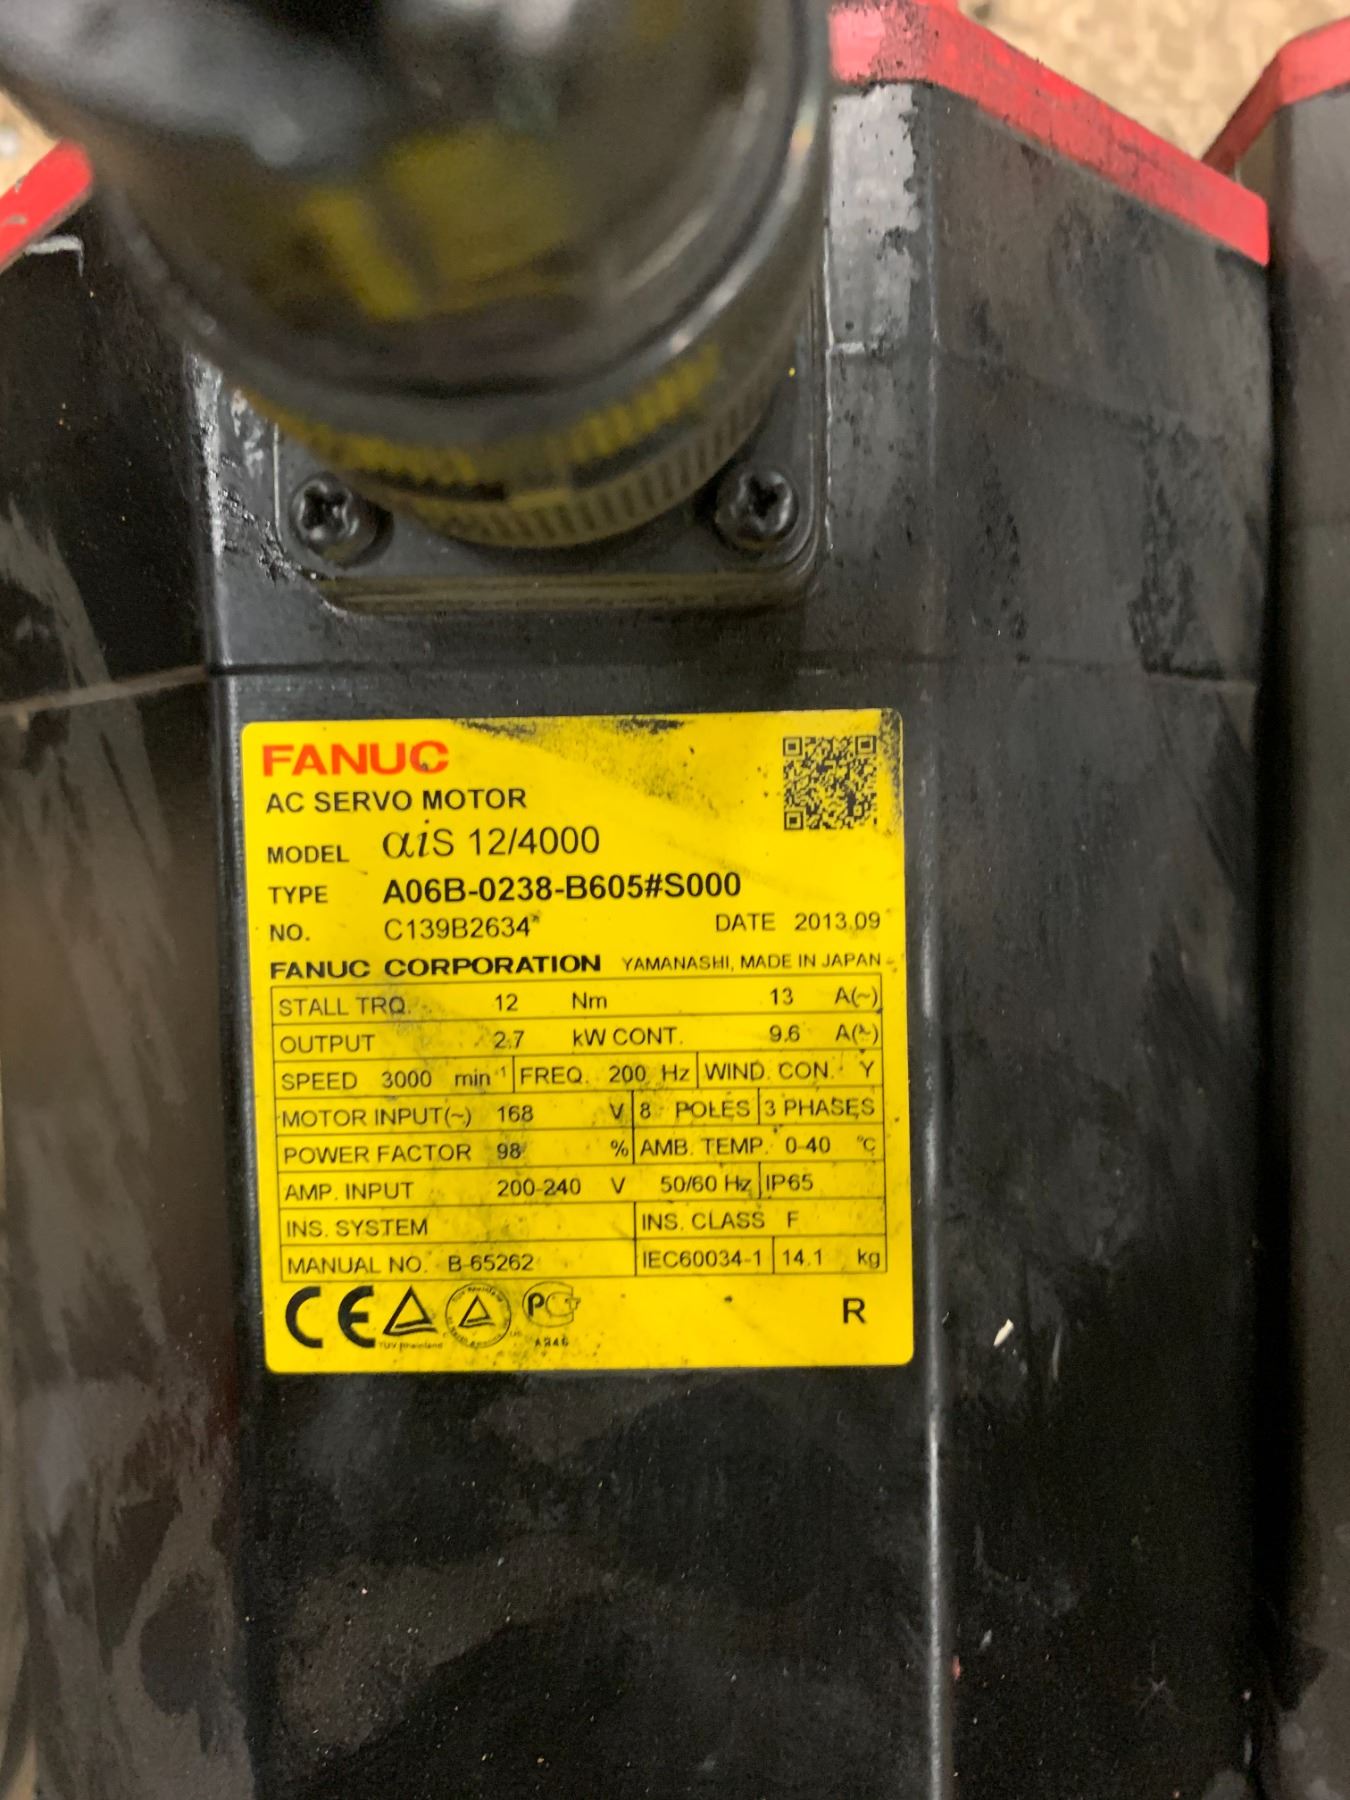 FANUC
AC SERVO MOTOR
MODEL αiS 12/4000
TYPE A06B-0238-B605#S000
NO. C139B2634* DATE 2013.09
FANUC CORPORATION YAMANASHI, MADE IN JAPAN
STALL TRQ. 12 Nm 13 A(~)
OUTPUT 2.7 kW CONT. 9.6 A(~)
SPEED 3000 min-1 FREQ. 200 Hz WIND. CON. Y
MOTOR INPUT(~) 168 V 8 POLES 3 PHASES
POWER FACTOR 98 % AMB. TEMP. 0-40 °C
AMP. INPUT 200-240 V 50/60 Hz IP65
INS. SYSTEM INS. CLASS F
MANUAL NO. B-65262 IEC60034-1 14.1 kg
CE TÜV Rheinland R